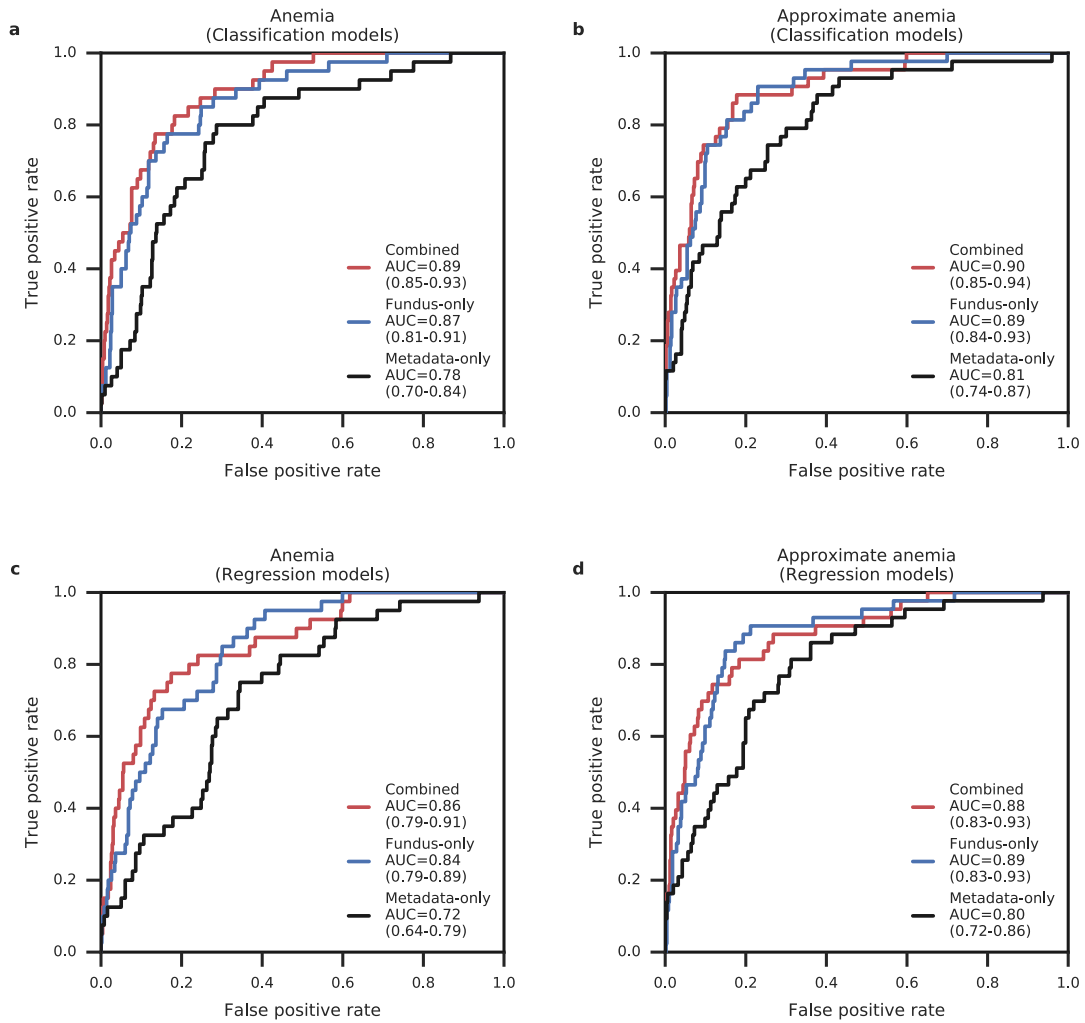 a
Anemia
(Classification models)
1.0
0.8
0.6
0.4
0.2
0.0
True positive rate
Combined
AUC=0.89
(0.85-0.93)
Fundus-only
AUC=0.87
(0.81-0.91)
Metadada-only
AUC=0.78
(0.70-0.84)
0.0 0.2 0.4 0.6 0.8 1.0
False positive rate
b
Approximate anemia
(Classification models)
1.0
0.8
0.6
0.4
0.2
0.0
True positive rate
Combined
AUC=0.90
(0.85-0.94)
Fundus-only
AUC=0.89
(0.84-0.93)
Metadata-only
AUC=0.81
(0.74-0.87)
0.0 0.2 0.4 0.6 0.8 1.0
False positive rate
c
Anemia
(Regression models)
1.0
0.8
0.6
0.4
0.2
0.0
True positive rate
Combined
AUC=0.86
(0.79-0.91)
Fundus-only
AUC=0.84
(0.79-0.89)
Metadata-only
AUC=0.72
(0.64-0.79)
0.0 0.2 0.4 0.6 0.8 1.0
False positive rate
d
Approximate anemia
(Regression models)
1.0
0.8
0.6
0.4
0.2
0.0
True positive rate
Combined
AUC=0.88
(0.83-0.93)
Fundus-only
AUC=0.89
(0.83-0.93)
Metadata-only
AUC=0.80
(0.72-0.86)
0.0 0.2 0.4 0.6 0.8 1.0
False positive rate